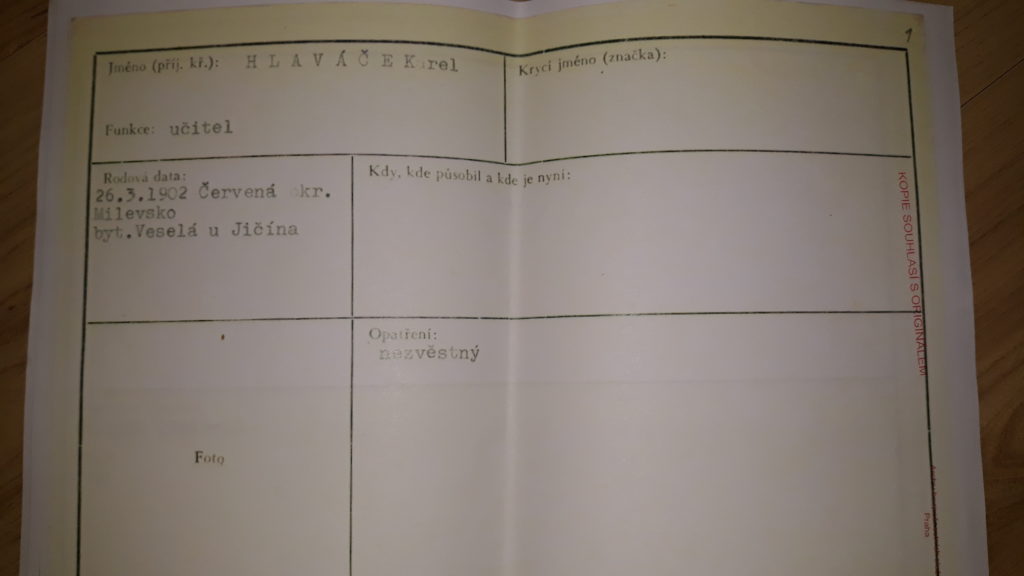 1
Jméno (příj. kř.): H L A V Á Č E Karel
Krycí jméno (značka):
Funkce: učitel
Rodová data:
26.3.1902 Červená okr.
Milevsko
byt.Veselá u Jičína
Kdy, kde působil a kde je nyní:
Opatření:
nezvěstný
Foto
KOPIE SOUHLASÍ S ORIGINÁLEM
Praha